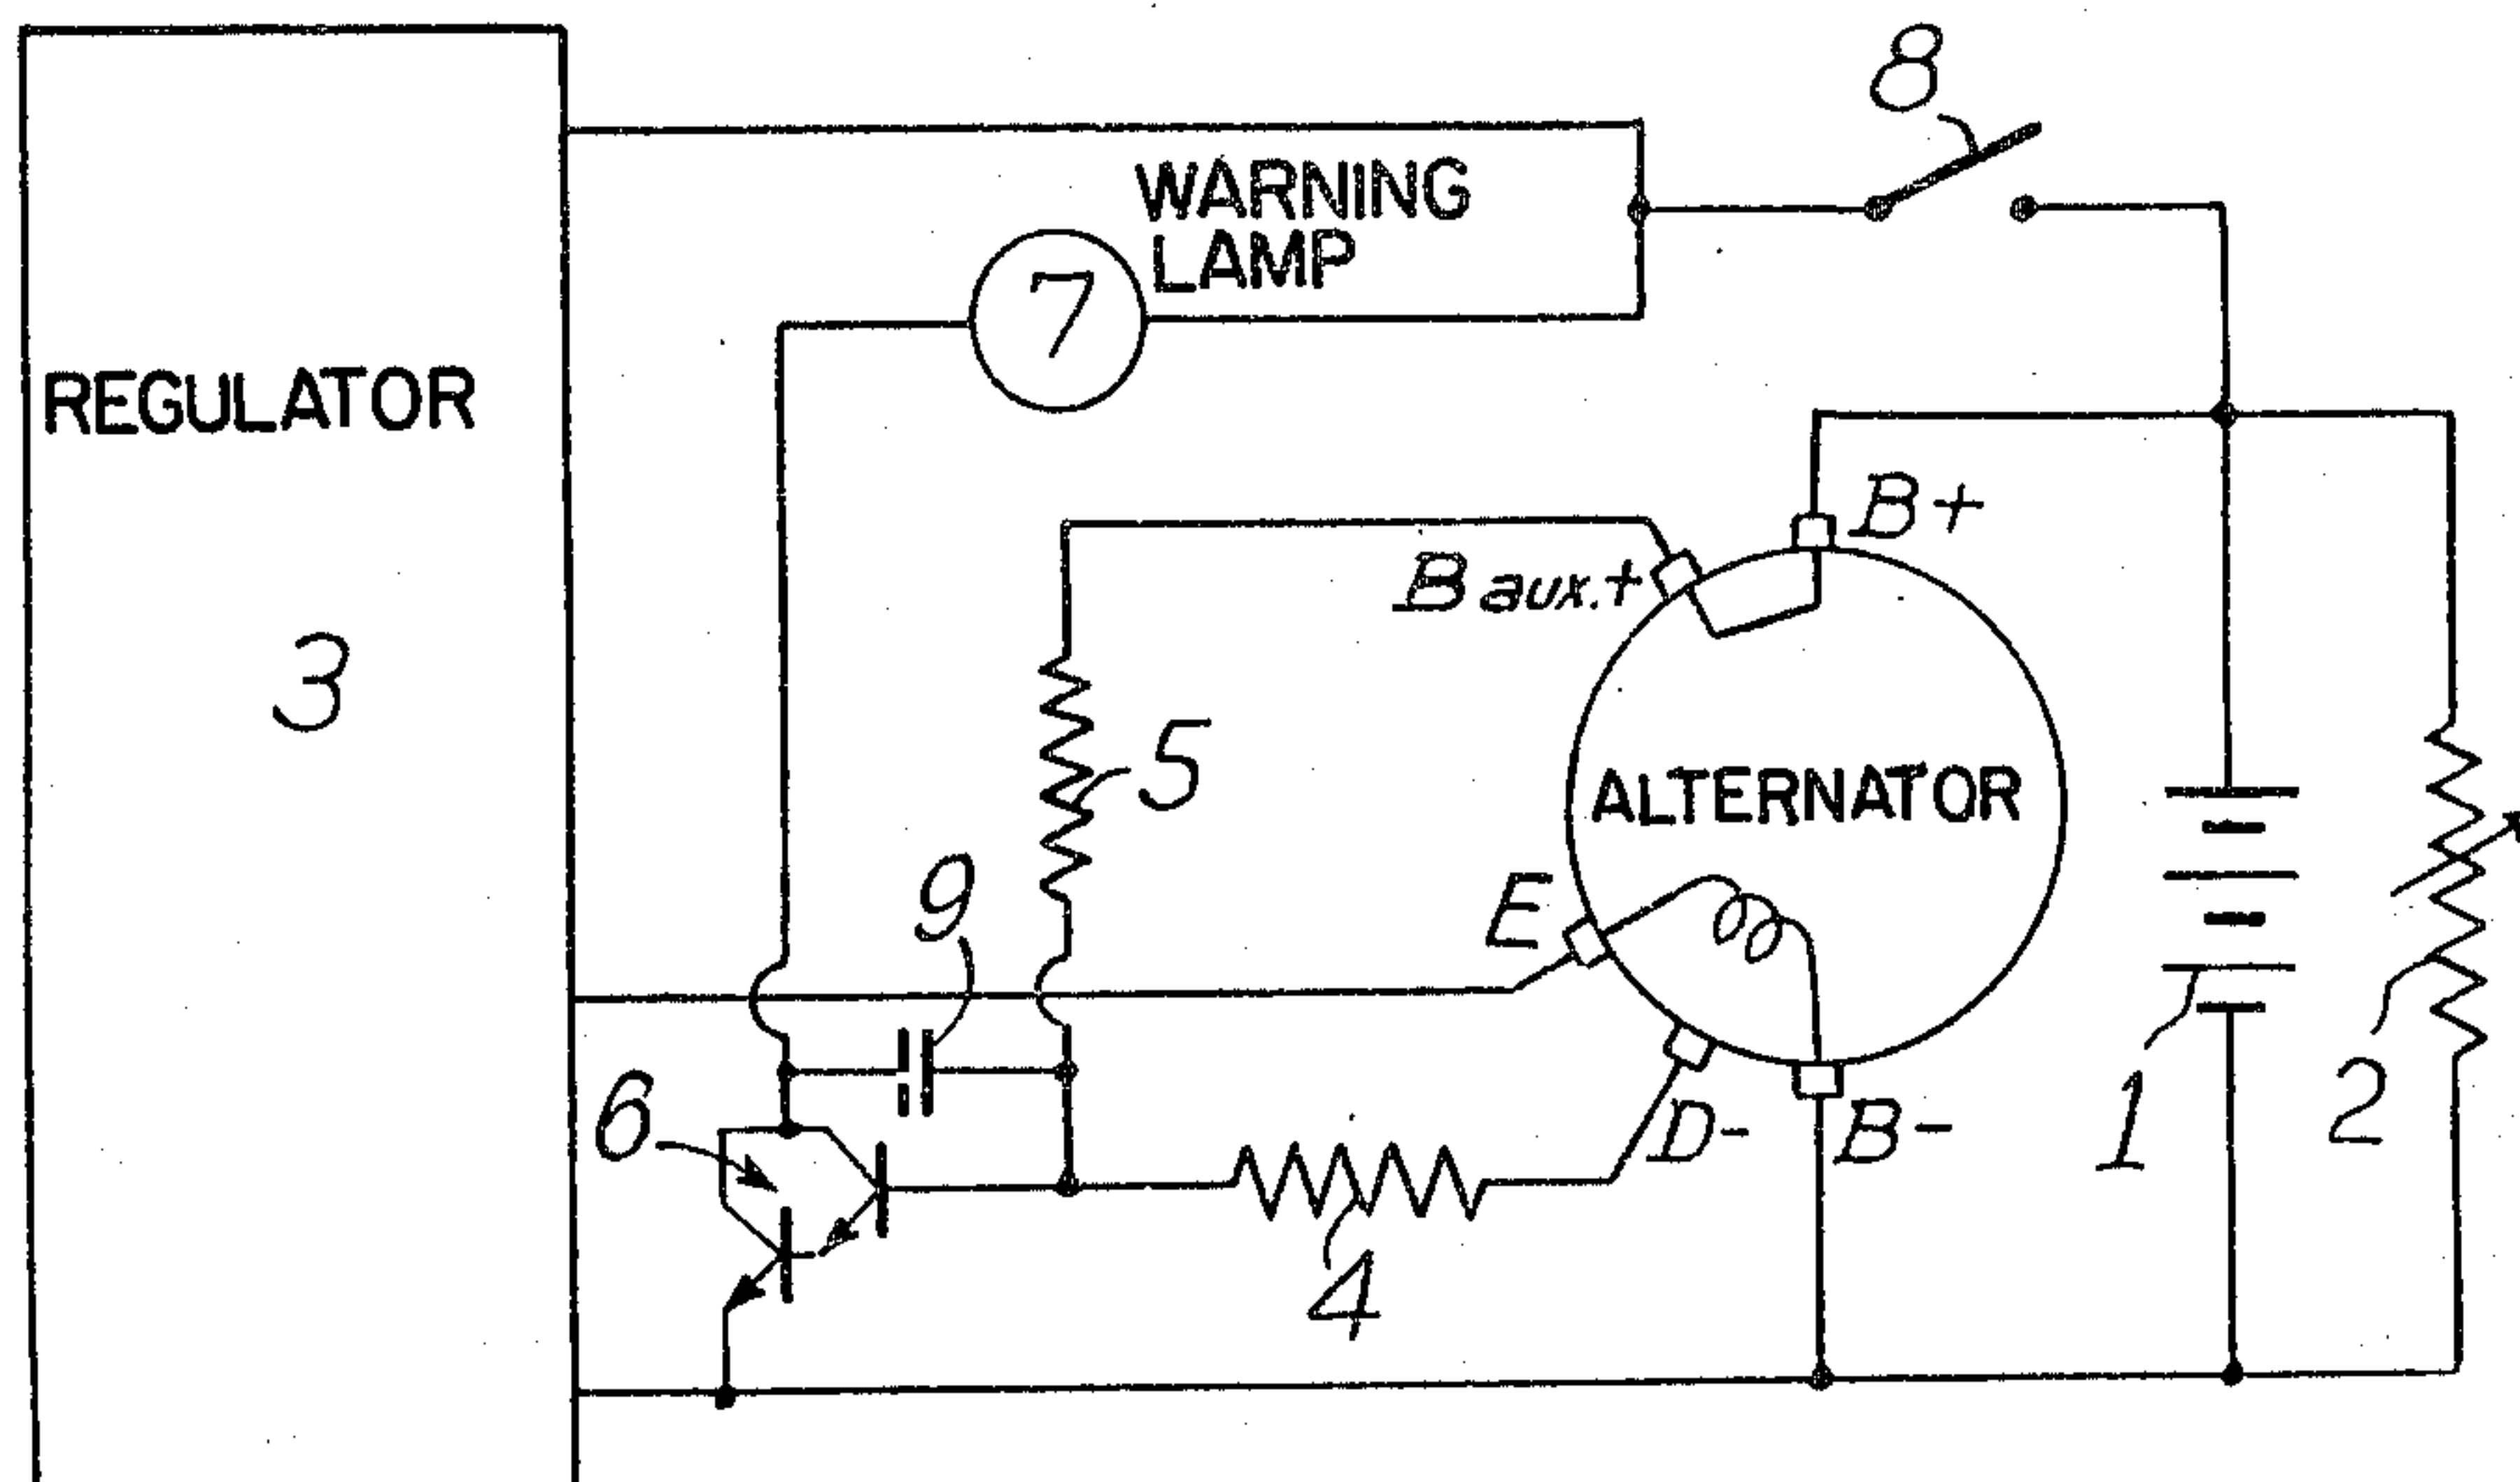 8
WARNING
LAMP
7
REGULATOR
3
B+
B aux.+
5
ALTERNATOR
9
E
6
D-
B-
1
2
4